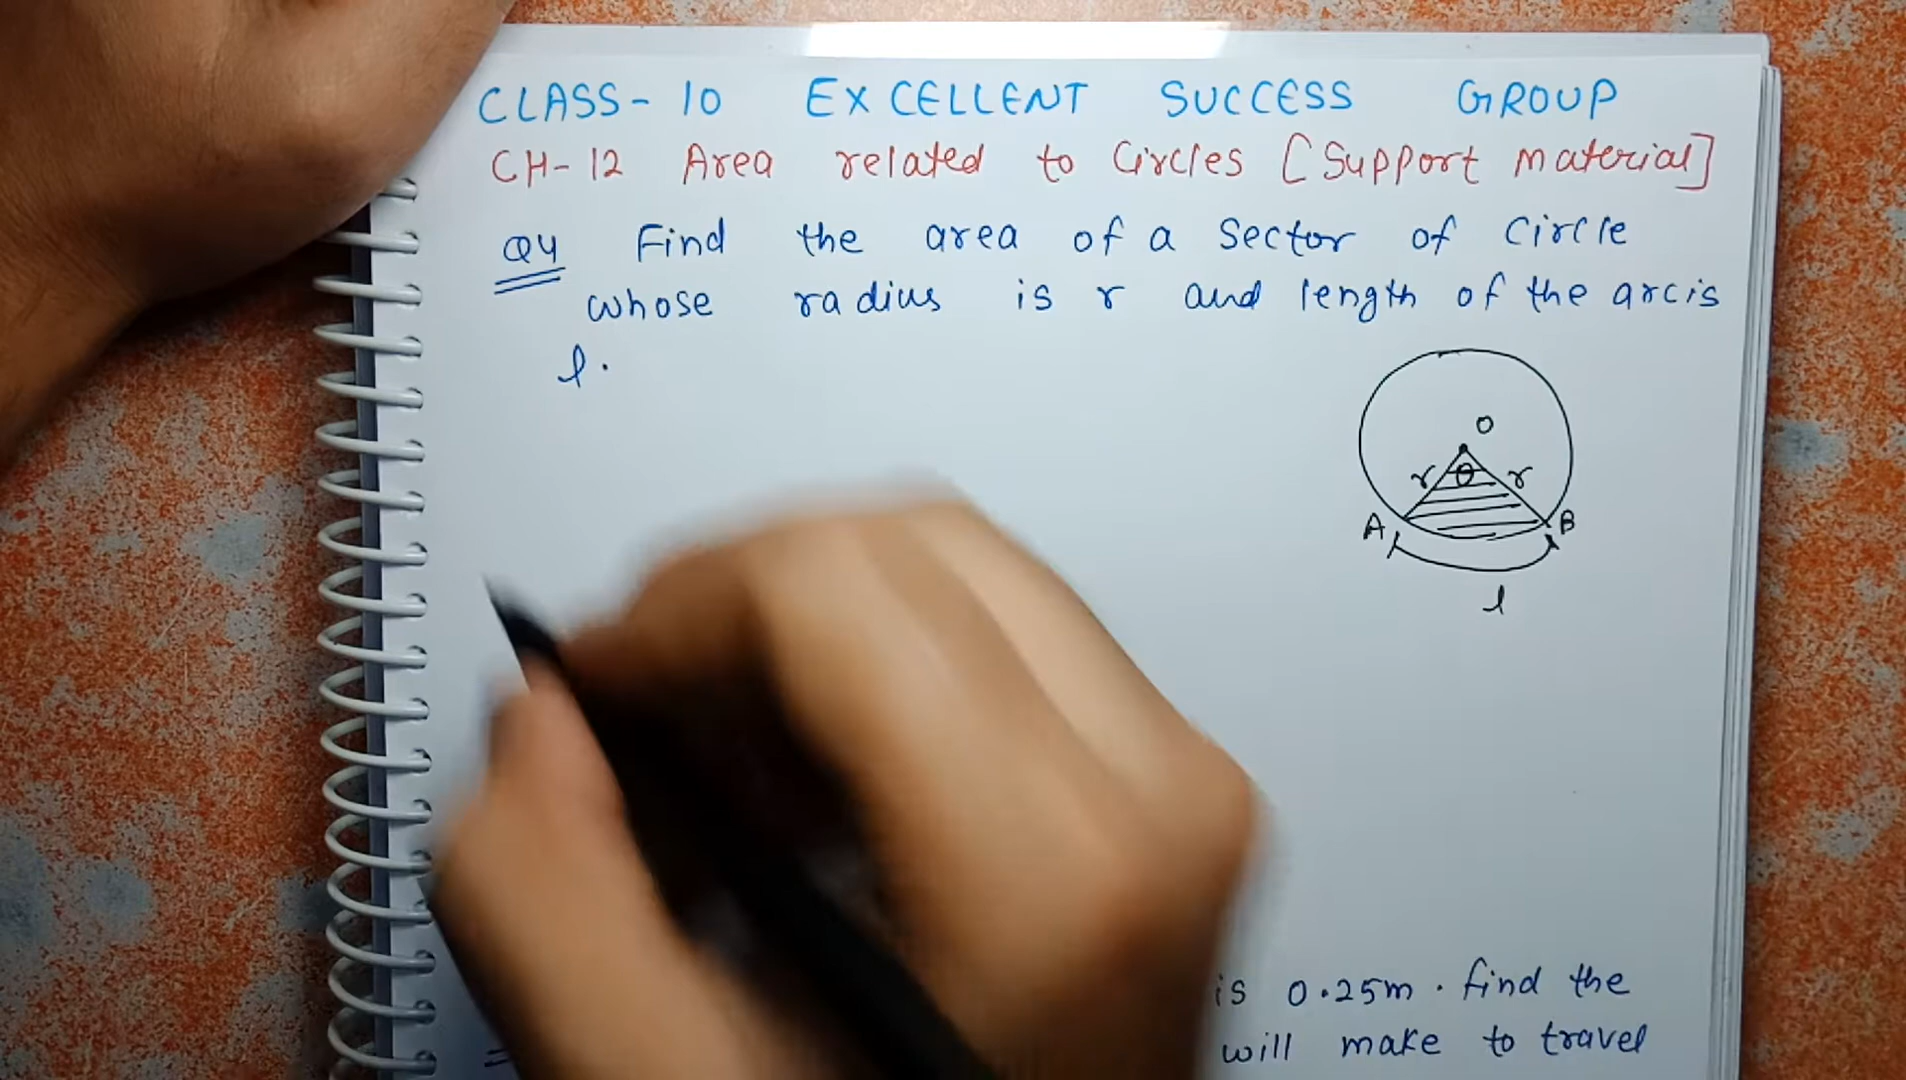 CLASS-10 EXCELLENT SUCCESS GROUP
CH-12 Area related to Circles [Support material]
Q4 Find the area of a Sector of Circle
whose radius is r and length of the arc is
l.
O
r θ r
A B
l
is 0.25m. find the
will make to travel